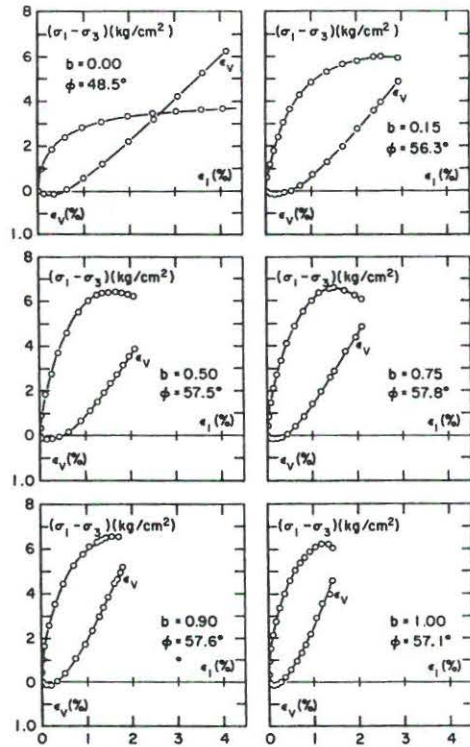 8
(σ₁ - σ₃)(kg/cm²)
b = 0.00
φ = 48.5°
6
4
2
0
1.0
ϵᵥ
ϵ₁(%)
ϵᵥ(%)
(σ₁ - σ₃)(kg/cm²)
b = 0.15
φ = 56.3°
ϵᵥ
ϵ₁(%)
ϵᵥ(%)
8
(σ₁ - σ₃)(kg/cm²)
6
4
2
0
1.0
ϵᵥ
b = 0.50
φ = 57.5°
ϵ₁(%)
ϵᵥ(%)
(σ₁ - σ₃)(kg/cm²)
ϵᵥ
b = 0.75
φ = 57.8°
ϵ₁(%)
ϵᵥ(%)
8
(σ₁ - σ₃)(kg/cm²)
6
4
2
0
1.0
ϵᵥ
b = 0.90
φ = 57.6°
ϵ₁(%)
ϵᵥ(%)
0 1 2 3 4
(σ₁ - σ₃)(kg/cm²)
ϵᵥ
b = 1.00
φ = 57.1°
ϵ₁(%)
ϵᵥ(%)
0 1 2 3 4